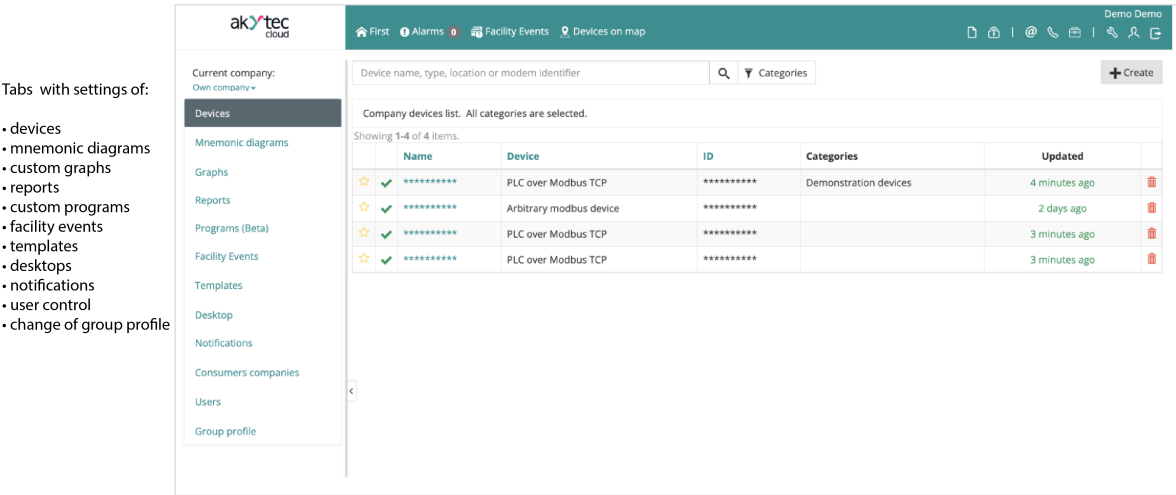 Tabs with settings of:
• devices
• mnemonic diagrams
• custom graphs
• reports
• custom programs
• facility events
• templates
• desktops
• notifications
• user control
• change of group profile
akYtec
cloud
Demo Demo
First Alarms 0 Facility Events Devices on map
Current company:
Own company
Devices
Mnemonic diagrams
Graphs
Reports
Programs (Beta)
Facility Events
Templates
Desktop
Notifications
Consumers companies
Users
Group profile
Device name, type, location or modem identifier Categories Create
Company devices list. All categories are selected.
Showing 1-4 of 4 items.
Name Device ID Categories Updated
********** PLC over Modbus TCP ********** Demonstration devices 4 minutes ago
********** Arbitrary modbus device ********** 2 days ago
********** PLC over Modbus TCP ********** 3 minutes ago
********** PLC over Modbus TCP ********** 3 minutes ago